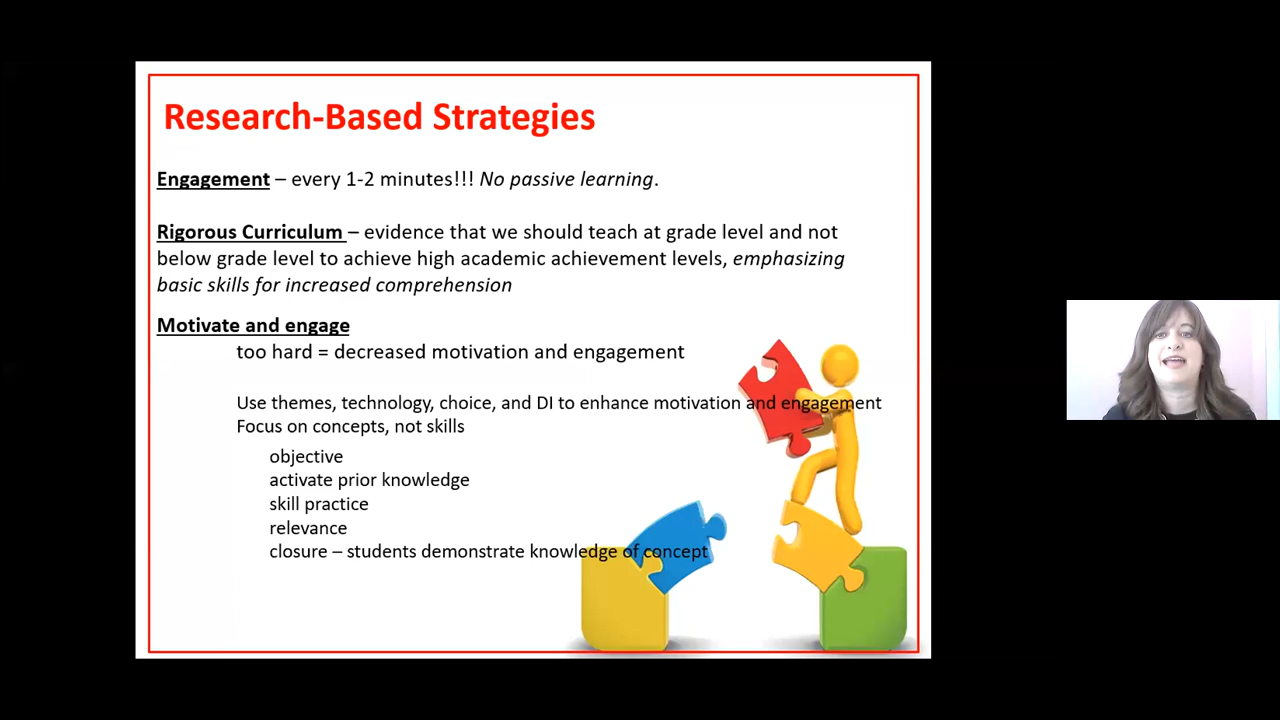 Research-Based Strategies
Engagement – every 1-2 minutes!!! No passive learning.
Rigorous Curriculum – evidence that we should teach at grade level and not
below grade level to achieve high academic achievement levels, emphasizing
basic skills for increased comprehension
Motivate and engage
too hard = decreased motivation and engagement
Use themes, technology, choice, and DI to enhance motivation and engagement
Focus on concepts, not skills
objective
activate prior knowledge
skill practice
relevance
closure – students demonstrate knowledge of concept